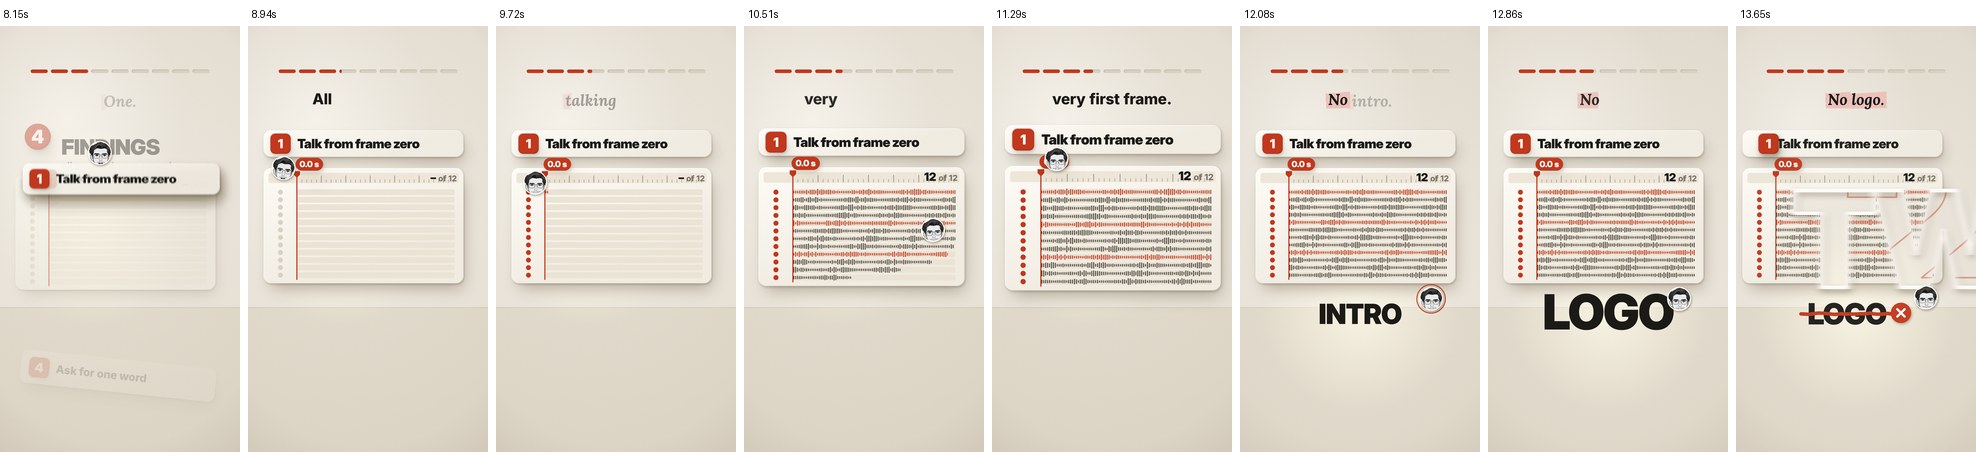 8.15s
One.
4 FINDINGS
1 Talk from frame zero
4 Ask for one word
8.94s
All
1 Talk from frame zero
0.0 s
– of 12
9.72s
talking
1 Talk from frame zero
0.0 s
– of 12
10.51s
very
1 Talk from frame zero
0.0 s
12 of 12
11.29s
very first frame.
1 Talk from frame zero
12 of 12
12.08s
No intro.
1 Talk from frame zero
0.0 s
12 of 12
INTRO
12.86s
No
1 Talk from frame zero
0.0 s
12 of 12
LOGO
13.65s
No logo.
1 Talk from frame zero
0.0 s
12 of 12
TW
LOGO